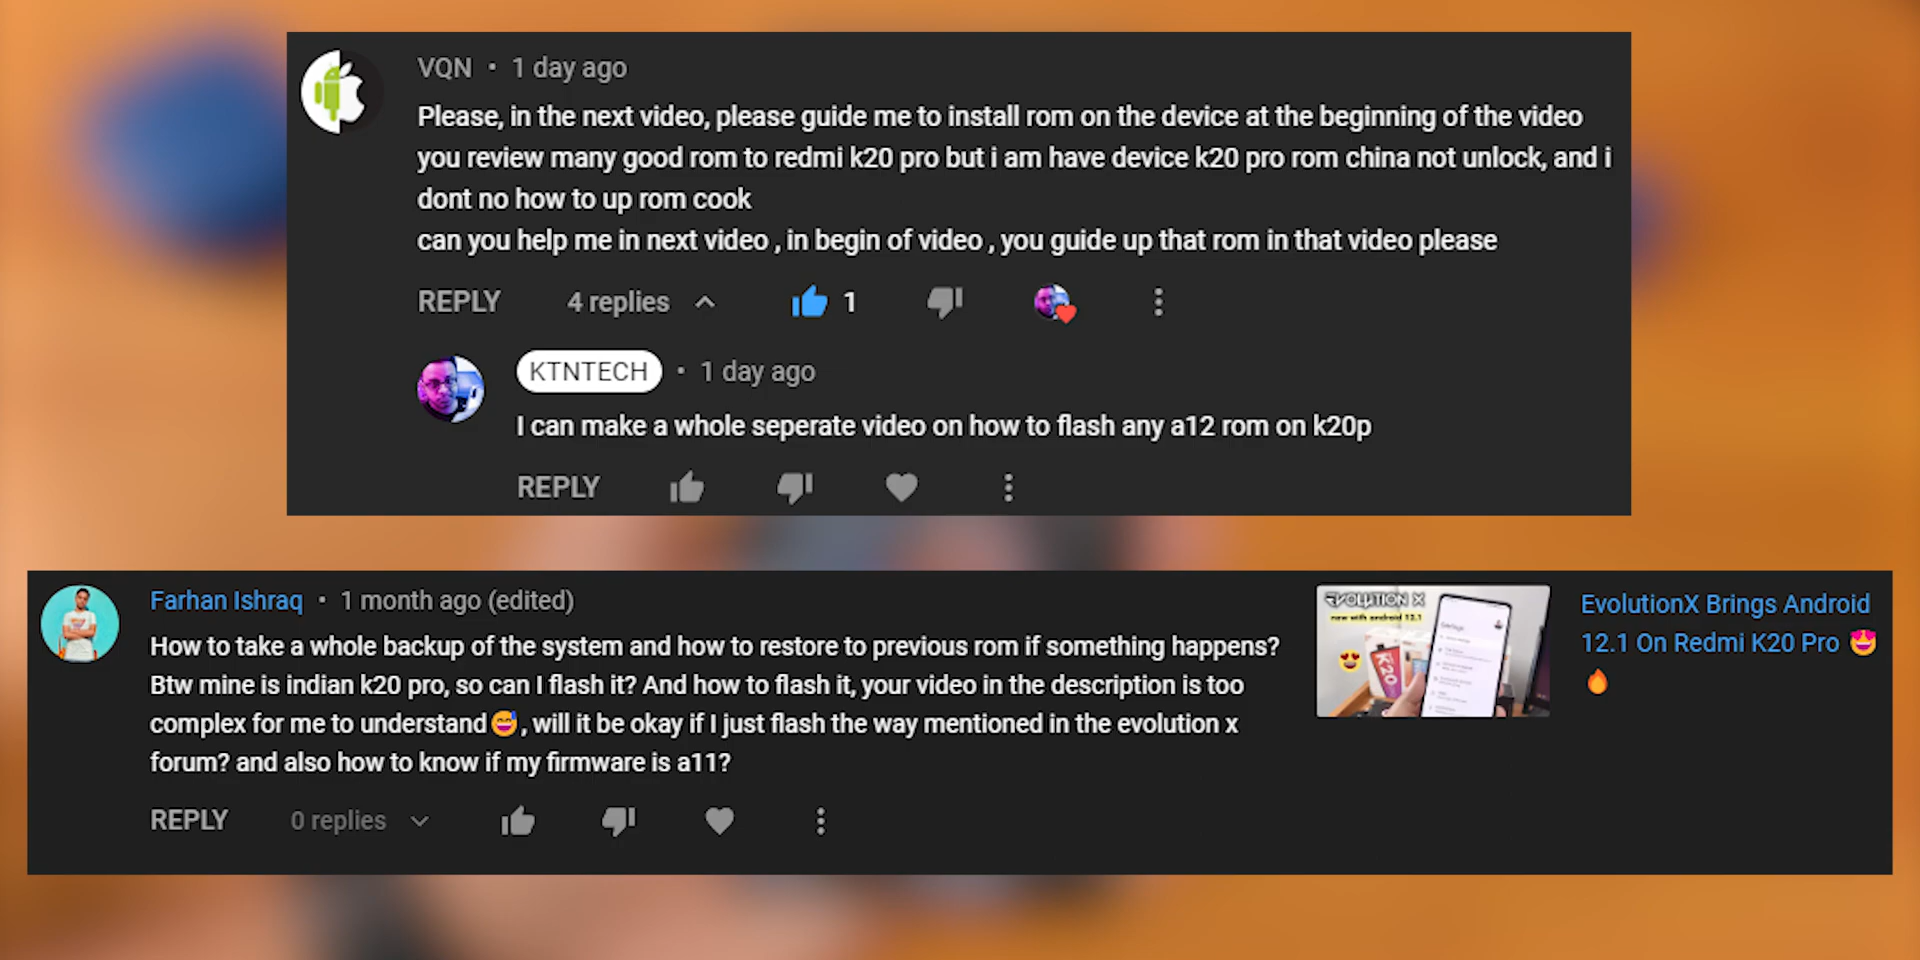 VQN • 1 day ago
Please, in the next video, please guide me to install rom on the device at the beginning of the video
you review many good rom to redmi k20 pro but i am have device k20 pro rom china not unlock, and i
dont no how to up rom cook
can you help me in next video , in begin of video , you guide up that rom in that video please
REPLY 4 replies 1
KTNTECH • 1 day ago
I can make a whole seperate video on how to flash any a12 rom on k20p
REPLY
Farhan Ishraq • 1 month ago (edited)
How to take a whole backup of the system and how to restore to previous rom if something happens?
Btw mine is indian k20 pro, so can I flash it? And how to flash it, your video in the description is too
complex for me to understand😅, will it be okay if I just flash the way mentioned in the evolution x
forum? and also how to know if my firmware is a11?
REPLY 0 replies
EVOLUTION X
new with android 12.1
K20
EvolutionX Brings Android
12.1 On Redmi K20 Pro 😍
🔥